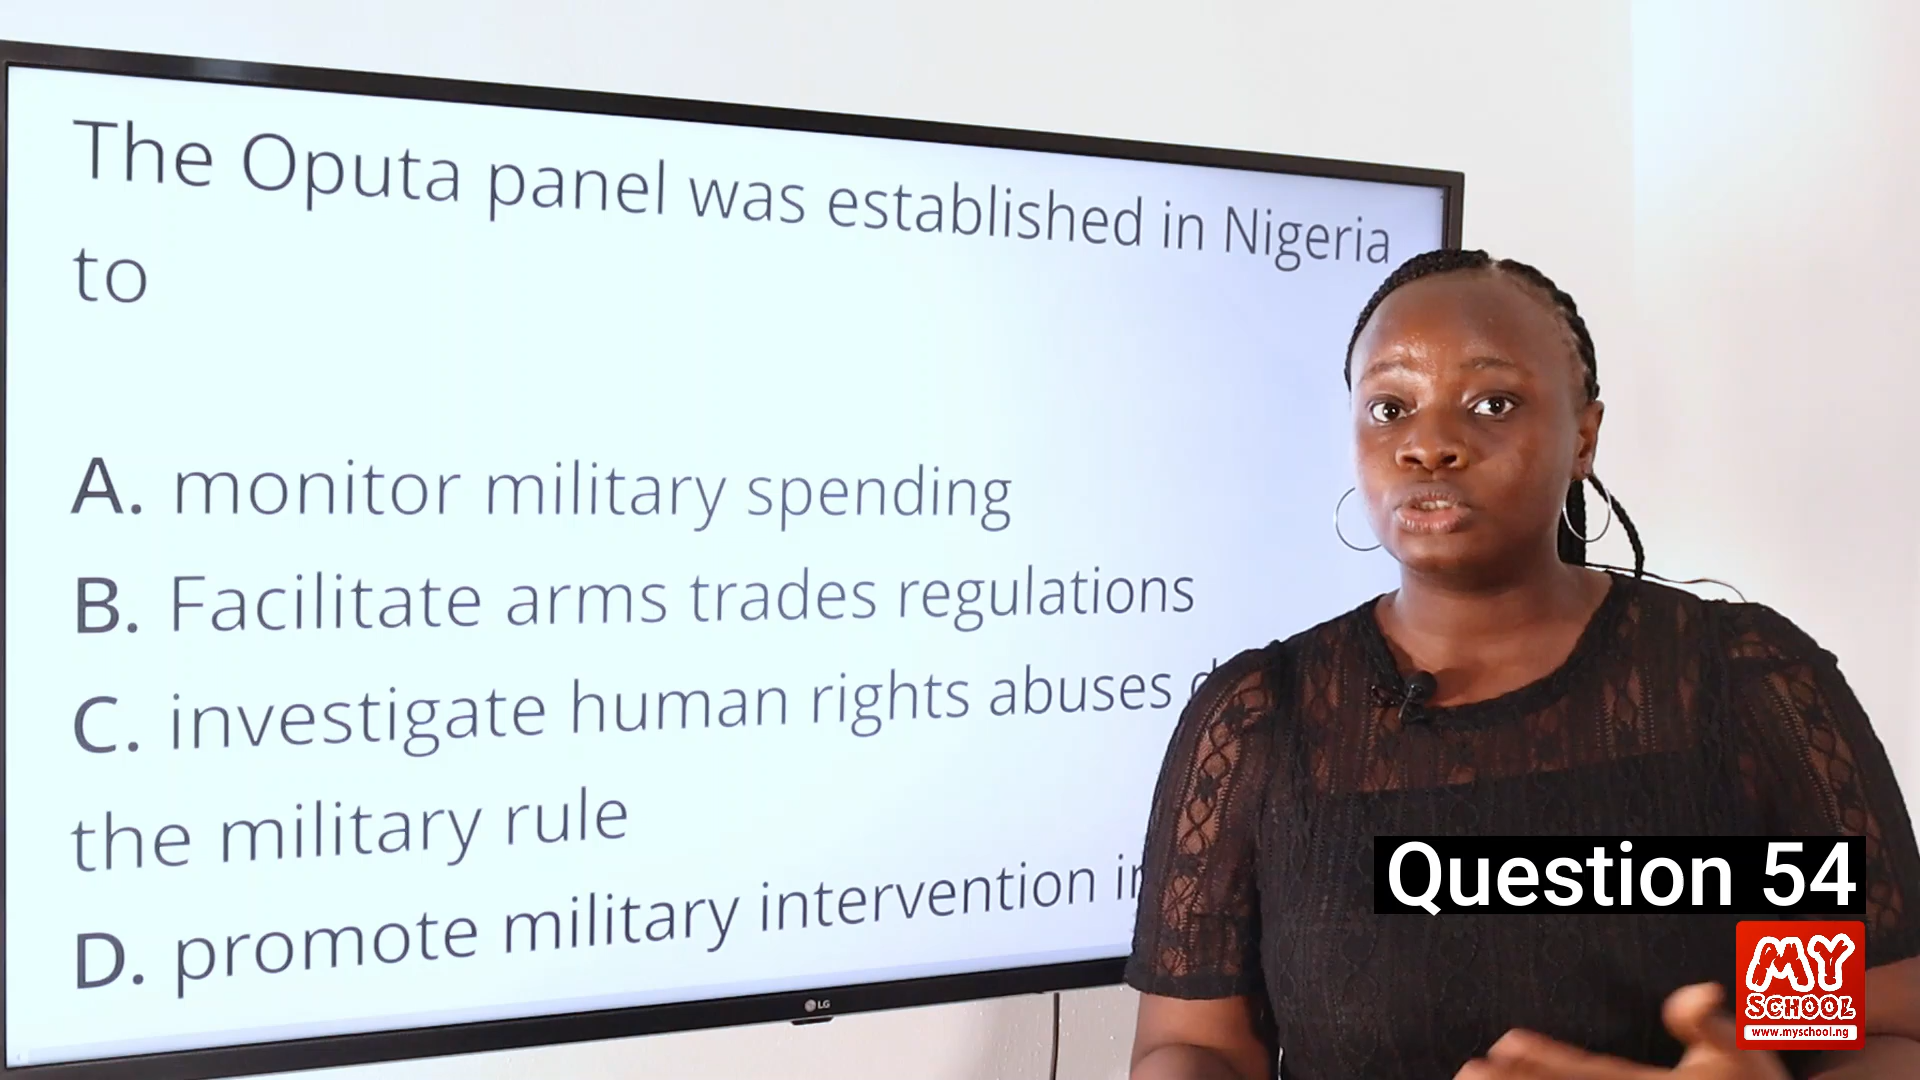 The Oputa panel was established in Nigeria
to
A. monitor military spending
B. Facilitate arms trades regulations
C. investigate human rights abuses
the military rule
D. promote military intervention
LG
Question 54
MY
SCHOOL
www.myschool.ng